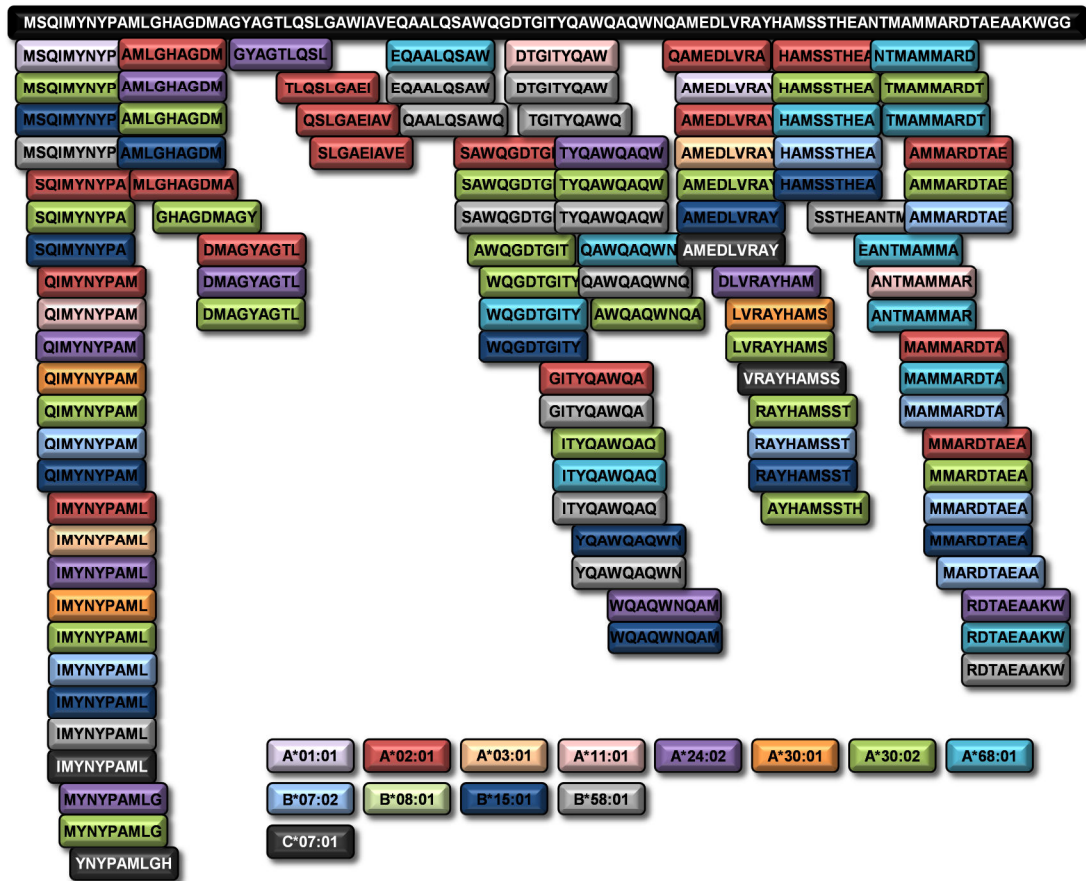 MSQIMYNYPAMLGHAGDMAGYAGTLQSLGAWIAVEQAALQSAWQGDTGITYQAWQAQWNQAMEDLVRAYHAMSSTHEANTMAMMARDTAEAAKWGG
MSQIMYNYP AMLGHAGDM GYAGTLQSL EQAALQSAW DTGITYQAW QAMEDLVRA HAMSSTHEA NTMAMMARD
MSQIMYNYP AMLGHAGDM TLQSLGAEI EQAALQSAW DTGITYQAW AMEDLVRAY HAMSSTHEA TMAMMARDT
MSQIMYNYP AMLGHAGDM QSLGAEIAV QAALQSAWQ TGITYQAWQ AMEDLVRAY HAMSSTHEA TMAMMARDT
MSQIMYNYP AMLGHAGDM SLGAEIAVE SAWQGDTGI TYQAWQAQW AMEDLVRAY HAMSSTHEA AMMARDTAE
SQIMYNYPA MLGHAGDMA SAWQGDTGI TYQAWQAQW AMEDLVRAY HAMSSTHEA AMMARDTAE
SQIMYNYPA GHAGDMAGY SAWQGDTGI TYQAWQAQW AMEDLVRAY SSTHEANTM AMMARDTAE
SQIMYNYPA DMAGYAGTL AWQGDTGIT QAWQAQWN AMEDLVRAY EANTMAMMA
QIMYNYPAM DMAGYAGTL WQGDTGITY QAWQAQWNQ DLVRAYHAM ANTMAMMAR
QIMYNYPAM DMAGYAGTL WQGDTGITY AWQAQWNQA LVRAYHAMS ANTMAMMAR
QIMYNYPAM WQGDTGITY LVRAYHAMS MAMMARDTA
QIMYNYPAM GITYQAWQA VRAYHAMSS MAMMARDTA
QIMYNYPAM GITYQAWQA RAYHAMSST MAMMARDTA
QIMYNYPAM ITYQAWQAQ RAYHAMSST MMARDTAEA
QIMYNYPAM ITYQAWQAQ RAYHAMSST MMARDTAEA
IMYNYPAML ITYQAWQAQ AYHAMSSTH MMARDTAEA
IMYNYPAML YQAWQAQWN MMARDTAEA
IMYNYPAML YQAWQAQWN MARDTAEAA
IMYNYPAML WQAQWNQAM RDTAEAAKW
IMYNYPAML WQAQWNQAM RDTAEAAKW
IMYNYPAML RDTAEAAKW
IMYNYPAML
IMYNYPAML
IMYNYPAML A*01:01 A*02:01 A*03:01 A*11:01 A*24:02 A*30:01 A*30:02 A*68:01
MYNYPAMLG B*07:02 B*08:01 B*15:01 B*58:01
MYNYPAMLG C*07:01
YNYPAMLGH